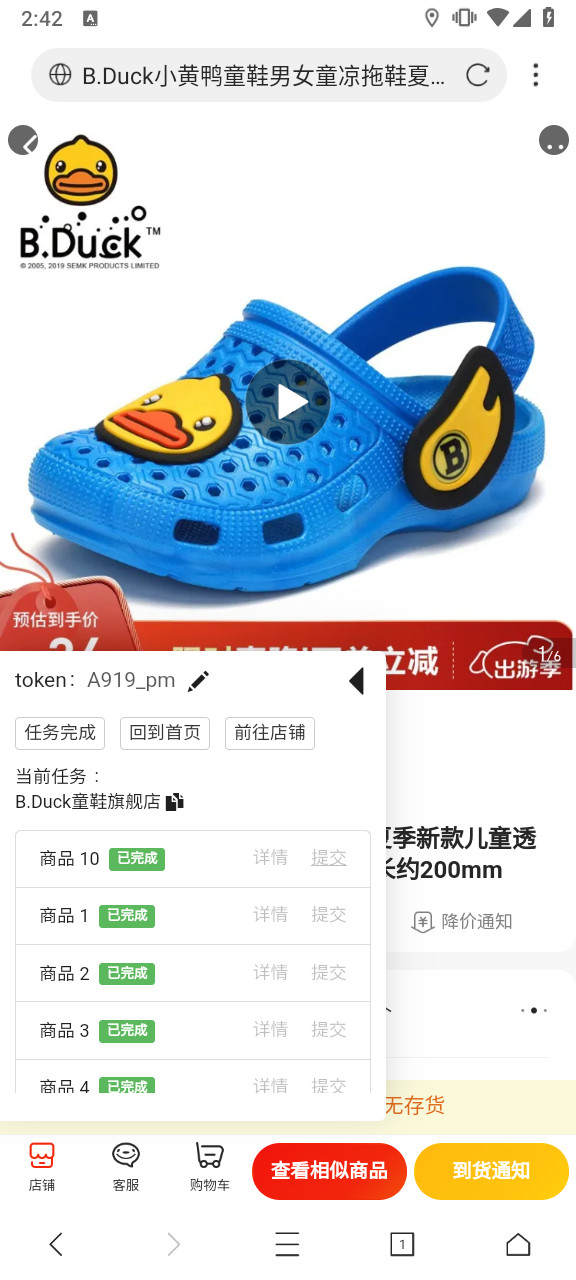 2:42
A
B.Duck小黄鸭童鞋男女童凉拖鞋夏...
B.Duck™
© 2005, 2019 SEMK PRODUCTS LIMITED
B
预估到手价
立减
出游季
1/6
token: A919_pm
任务完成 回到首页 前往店铺
当前任务：
B.Duck童鞋旗舰店
商品 10 已完成 详情 提交
商品 1 已完成 详情 提交
商品 2 已完成 详情 提交
商品 3 已完成 详情 提交
商品 4 已完成 详情 提交
夏季新款儿童透
长约200mm
降价通知
无存货
店铺 客服 购物车 查看相似商品 到货通知
1